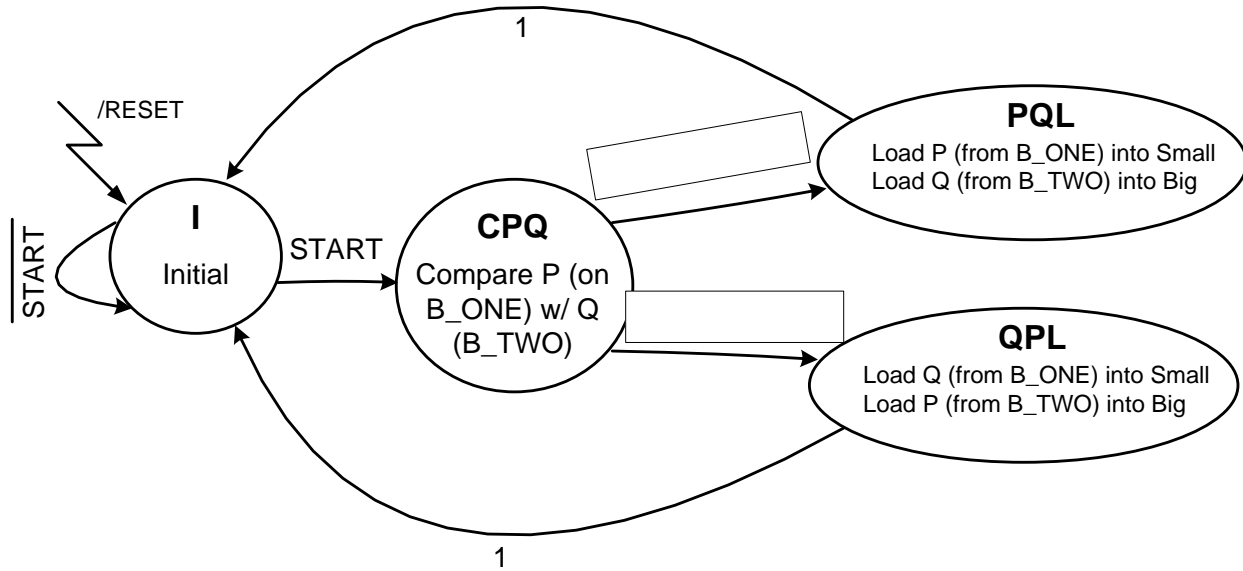 1
/RESET
START
I
Initial
START
CPQ
Compare P (on
B_ONE) w/ Q
(B_TWO)
PQL
Load P (from B_ONE) into Small
Load Q (from B_TWO) into Big
QPL
Load Q (from B_ONE) into Small
Load P (from B_TWO) into Big
1